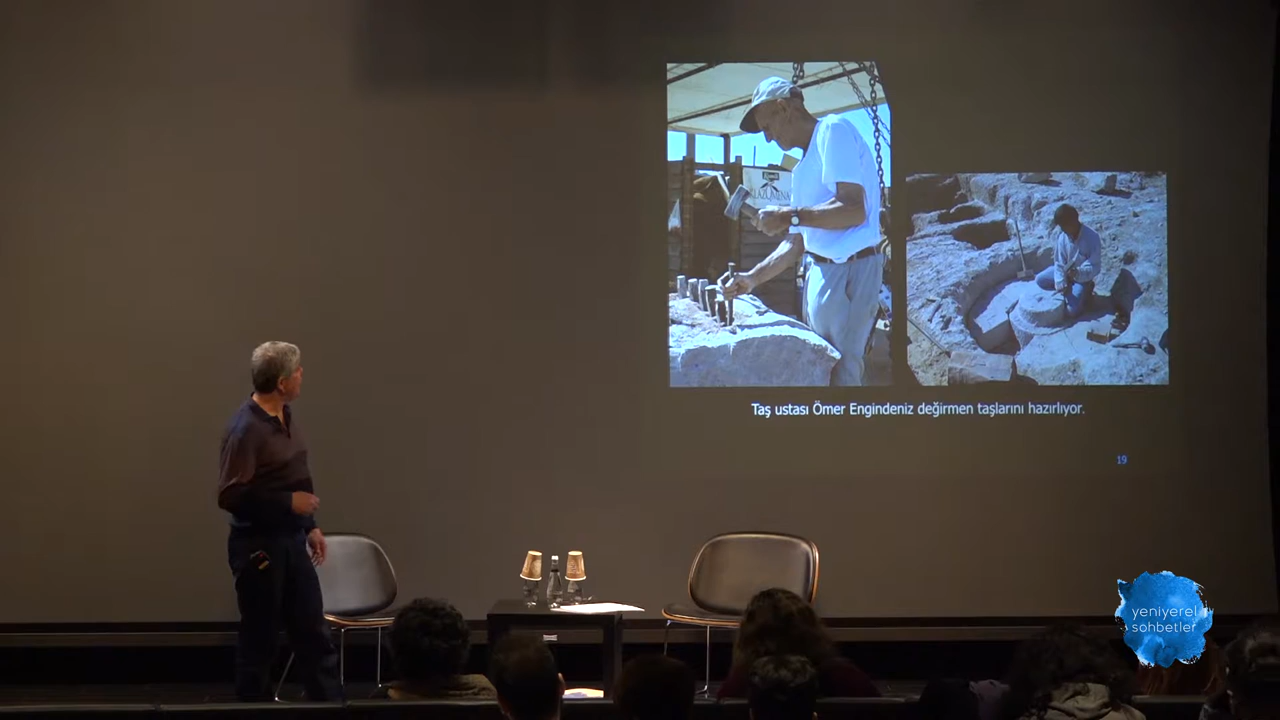 Taş ustası Ömer Engindeniz değirmen taşlarını hazırlıyor.
19
yeniyerel
sohbetler